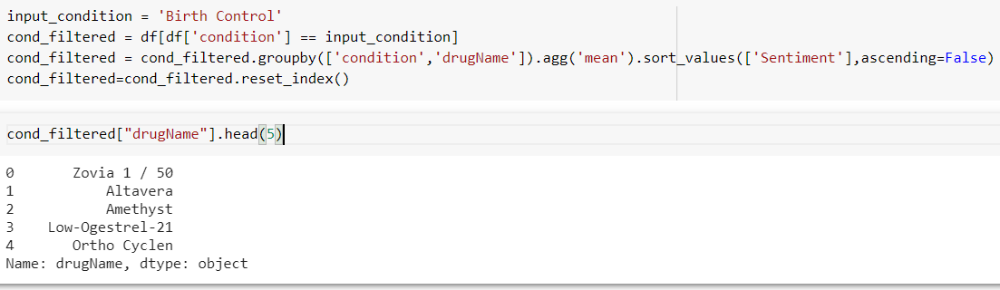 input_condition = 'Birth Control'
cond_filtered = df[df['condition'] == input_condition]
cond_filtered = cond_filtered.groupby(['condition','drugName']).agg('mean').sort_values(['Sentiment'],ascending=False)
cond_filtered=cond_filtered.reset_index()
cond_filtered["drugName"].head(5)
0       Zovia 1 / 50
1           Altavera
2           Amethyst
3    Low-Ogestrel-21
4       Ortho Cyclen
Name: drugName, dtype: object